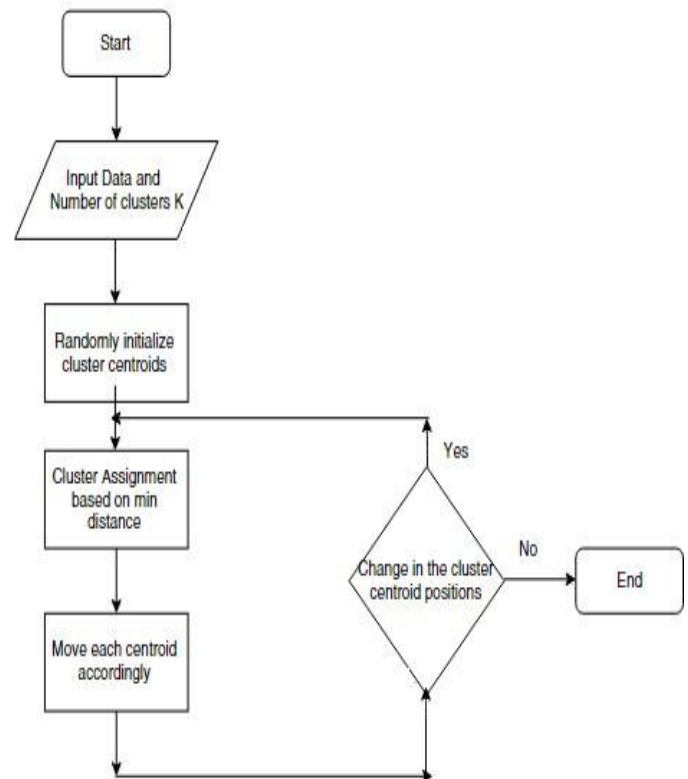 Start
Input Data and
Number of clusters K
Randomly initialize
cluster centroids
Cluster Assignment
based on min
distance
Move each centroid
accordingly
Yes
Change in the cluster
centroid positions
No
End